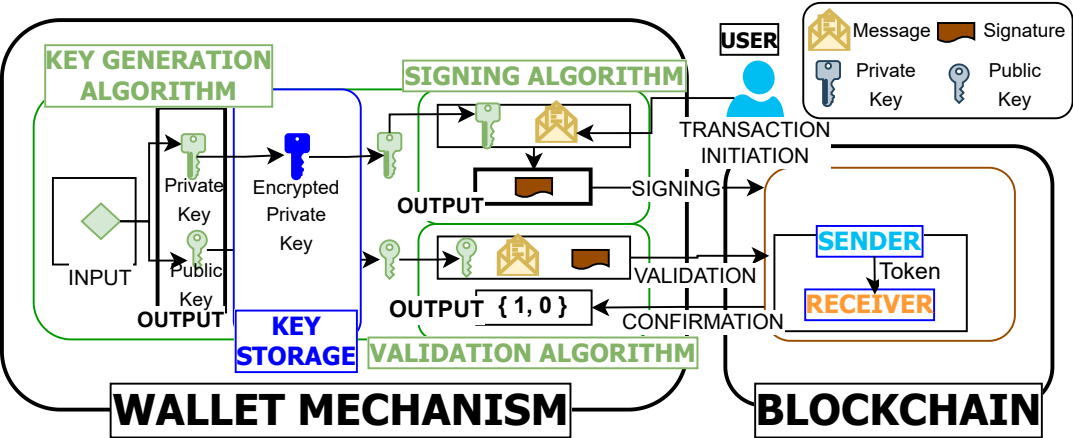 USER
Message
Signature
Private
Key
Public
Key
KEY GENERATION
ALGORITHM
SIGNING ALGORITHM
TRANSACTION
INITIATION
Private
Key
Encrypted
Private
Key
OUTPUT
SIGNING
INPUT
Public
Key
OUTPUT
VALIDATION
OUTPUT
{ 1, 0 }
CONFIRMATION
SENDER
Token
RECEIVER
KEY
STORAGE
VALIDATION ALGORITHM
WALLET MECHANISM
BLOCKCHAIN